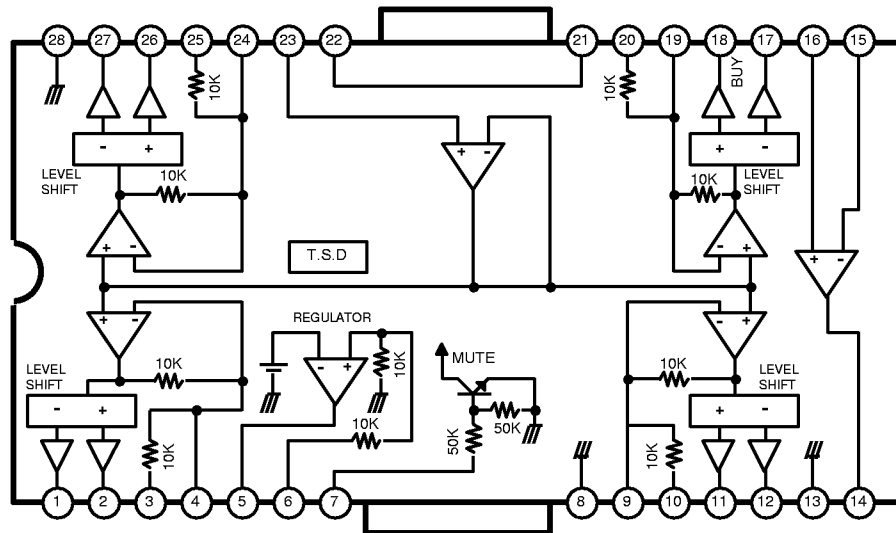 28 27 26 25 24 23 22 21 20 19 18 17 16 15
10K 10K BUY
- + + - - +
LEVEL SHIFT 10K 10K LEVEL SHIFT
+ - - + + -
T.S.D
+ - REGULATOR - +
LEVEL SHIFT 10K - + 10K MUTE 10K LEVEL SHIFT
- + 10K 50K - +
10K 50K 10K
1 2 3 4 5 6 7 8 9 10 11 12 13 14